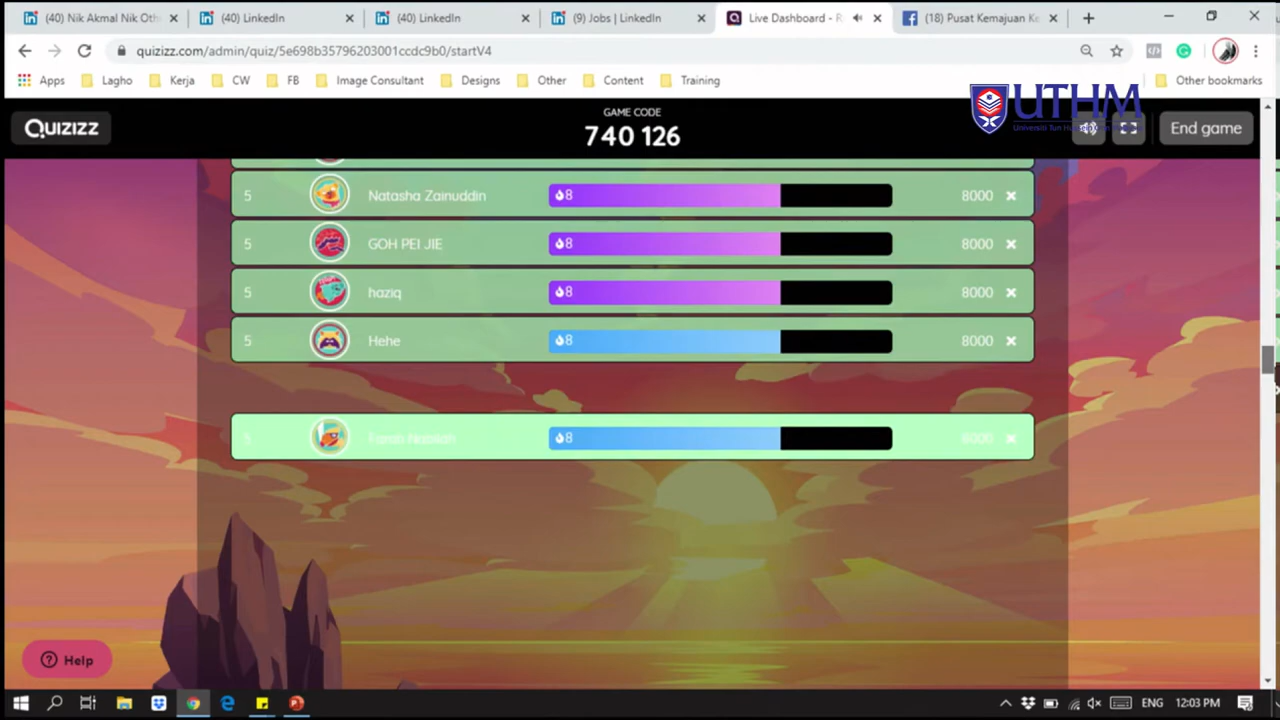 (40) Nik Akmal Nik Oth
(40) LinkedIn
(40) LinkedIn
(9) Jobs | LinkedIn
Live Dashboard - R
(18) Pusat Kemajuan Ke
quizizz.com/admin/quiz/5e698b35796203001ccdc9b0/startV4
Apps Lagho Kerja CW FB Image Consultant Designs Other Content Training Other bookmarks
UTHM
Quizizz
GAME CODE
740 126
End game
5 Natasha Zainuddin 8 8000
5 GOH PEI JIE 8 8000
5 haziq 8 8000
5 Hehe 8 8000
8
Help
ENG 12:03 PM